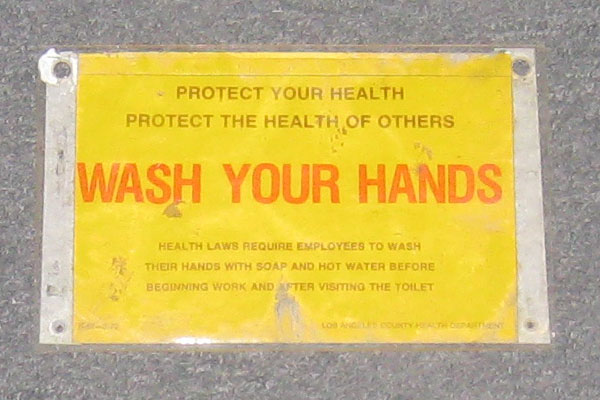 PROTECT YOUR HEALTH
PROTECT THE HEALTH OF OTHERS
WASH YOUR HANDS
HEALTH LAWS REQUIRE EMPLOYEES TO WASH
THEIR HANDS WITH SOAP AND HOT WATER BEFORE
BEGINNING WORK AND AFTER VISITING THE TOILET
LOS ANGELES COUNTY HEALTH DEPARTMENT